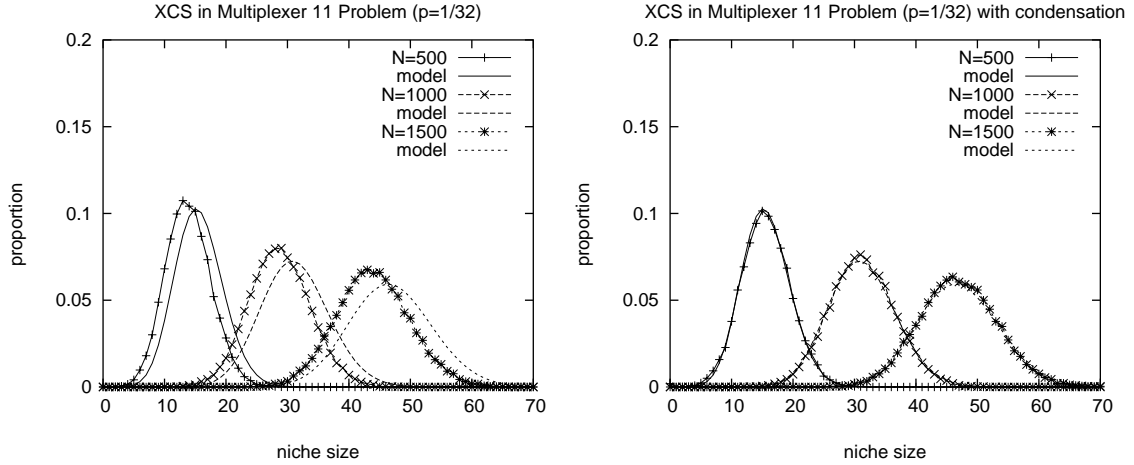 XCS in Multiplexer 11 Problem (p=1/32)
0.2
0.15
0.1
0.05
0
proportion
N=500
model
N=1000
model
N=1500
model
0 10 20 30 40 50 60 70
niche size
XCS in Multiplexer 11 Problem (p=1/32) with condensation
0.2
0.15
0.1
0.05
0
proportion
N=500
model
N=1000
model
N=1500
model
0 10 20 30 40 50 60 70
niche size